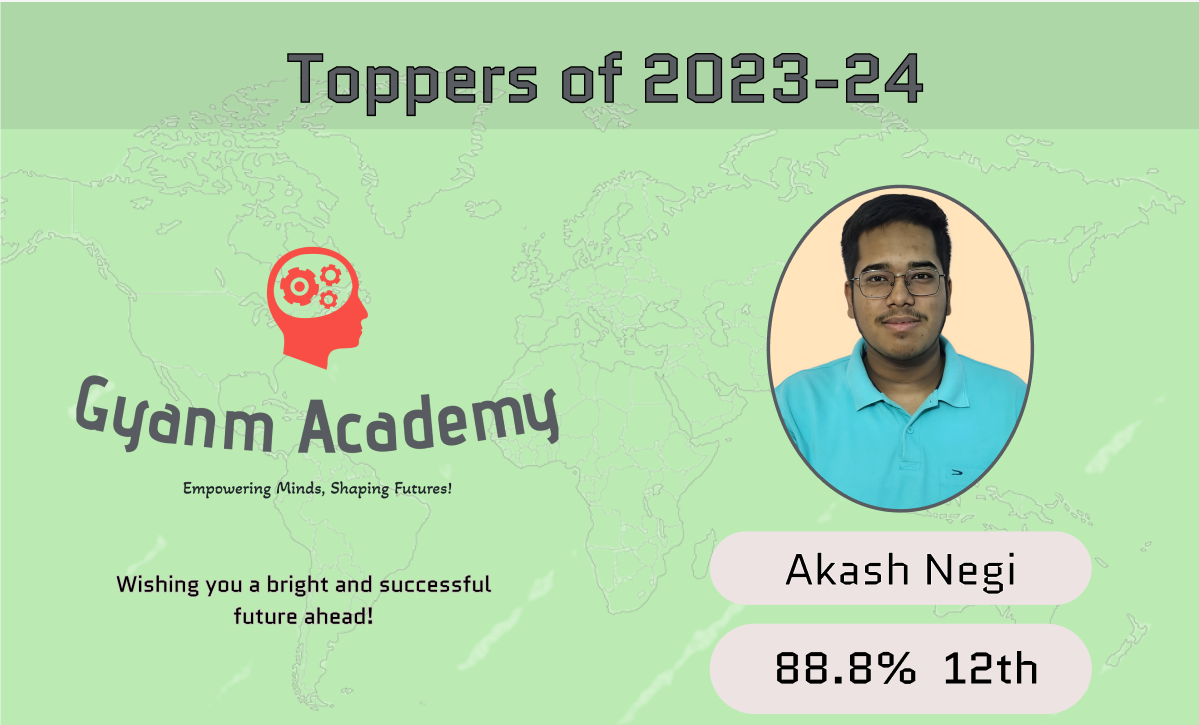 Toppers of 2023-24
Gyanm Academy
Empowering Minds, Shaping Futures!
Wishing you a bright and successful
future ahead!
Akash Negi
88.8% 12th